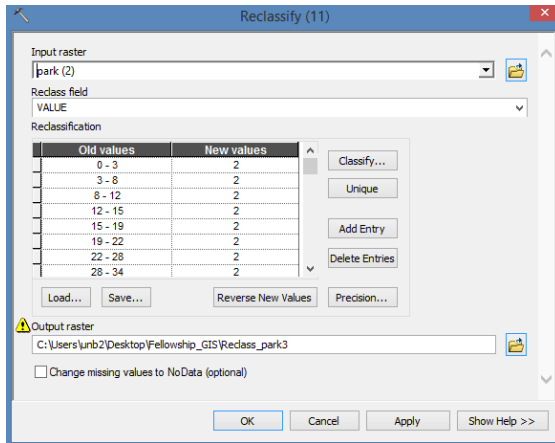 Reclassify (11)
Input raster
park (2)
Reclass field
VALUE
Reclassification
Old values New values
0 - 3 2
3 - 8 2
8 - 12 2
12 - 15 2
15 - 19 2
19 - 22 2
22 - 28 2
28 - 34 2
Classify...
Unique
Add Entry
Delete Entries
Load... Save... Reverse New Values Precision...
Output raster
C:\Users\unb2\Desktop\Fellowship_GIS\Reclass_park3
Change missing values to NoData (optional)
OK Cancel Apply Show Help >>